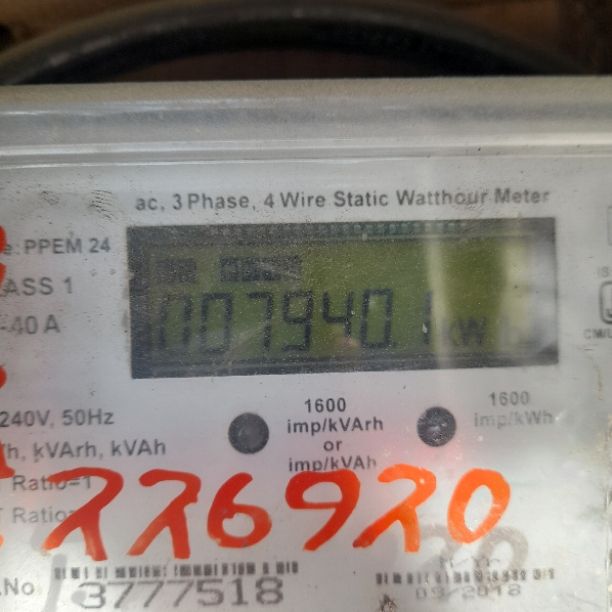 ac, 3 Phase, 4 Wire Static Watthour Meter
e: PPEM 24
ASS 1
-40 A
007940.1 kW
240V, 50Hz
1600
imp/kVArh
or
imp/kVAh
1600
imp/kWh
h, kVArh, kVAh
Ratio=1
Ratio
226920
No 3777518
09/2018